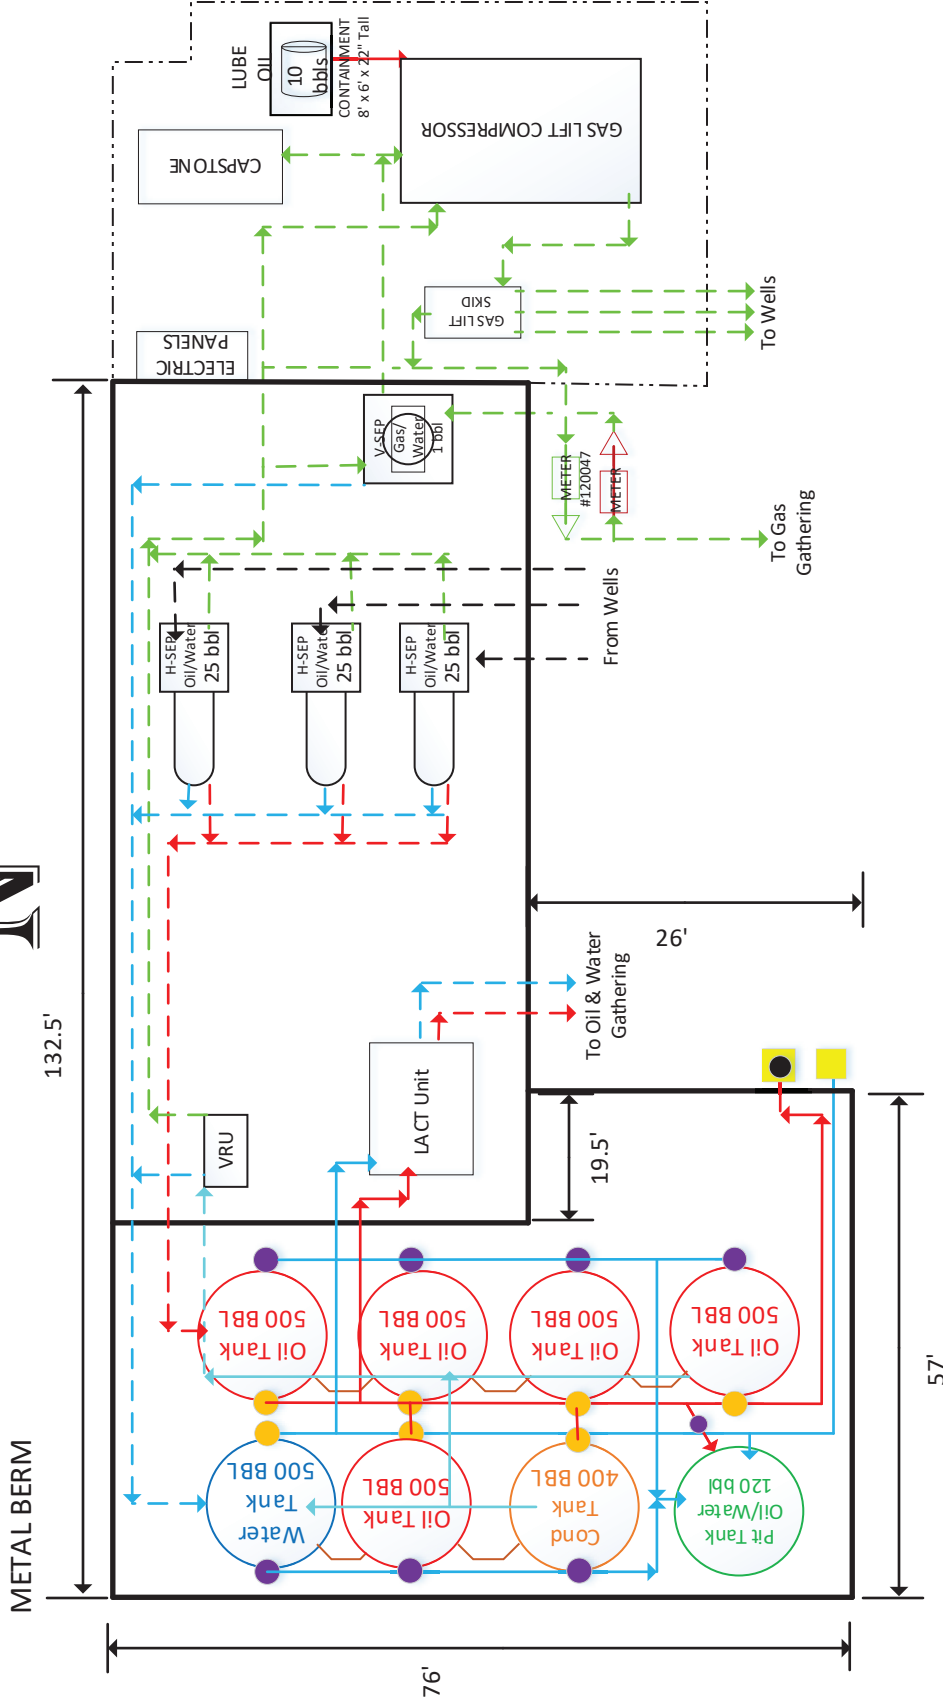 LUBE
OIL
10
bbls
CONTAINMENT
8' x 6' x 22" Tall
CAPSTONE
GAS LIFT COMPRESSOR
GAS LIFT
SKID
To Wells
ELECTRIC
PANELS
V-SEP
Gas/
Water
1 bbl
METER
#120047
METER
To Gas
Gathering
H-SEP
Oil/Water
25 bbl
H-SEP
Oil/Water
25 bbl
H-SEP
Oil/Water
25 bbl
From Wells
N
132.5'
26'
To Oil & Water
Gathering
LACT Unit
VRU
19.5'
Oil Tank
500 BBL
Oil Tank
500 BBL
Oil Tank
500 BBL
Oil Tank
500 BBL
Water
Tank
500 BBL
Oil Tank
500 BBL
Cond
Tank
400 BBL
Pit Tank
Oil/Water
120 bbl
57'
METAL BERM
76'